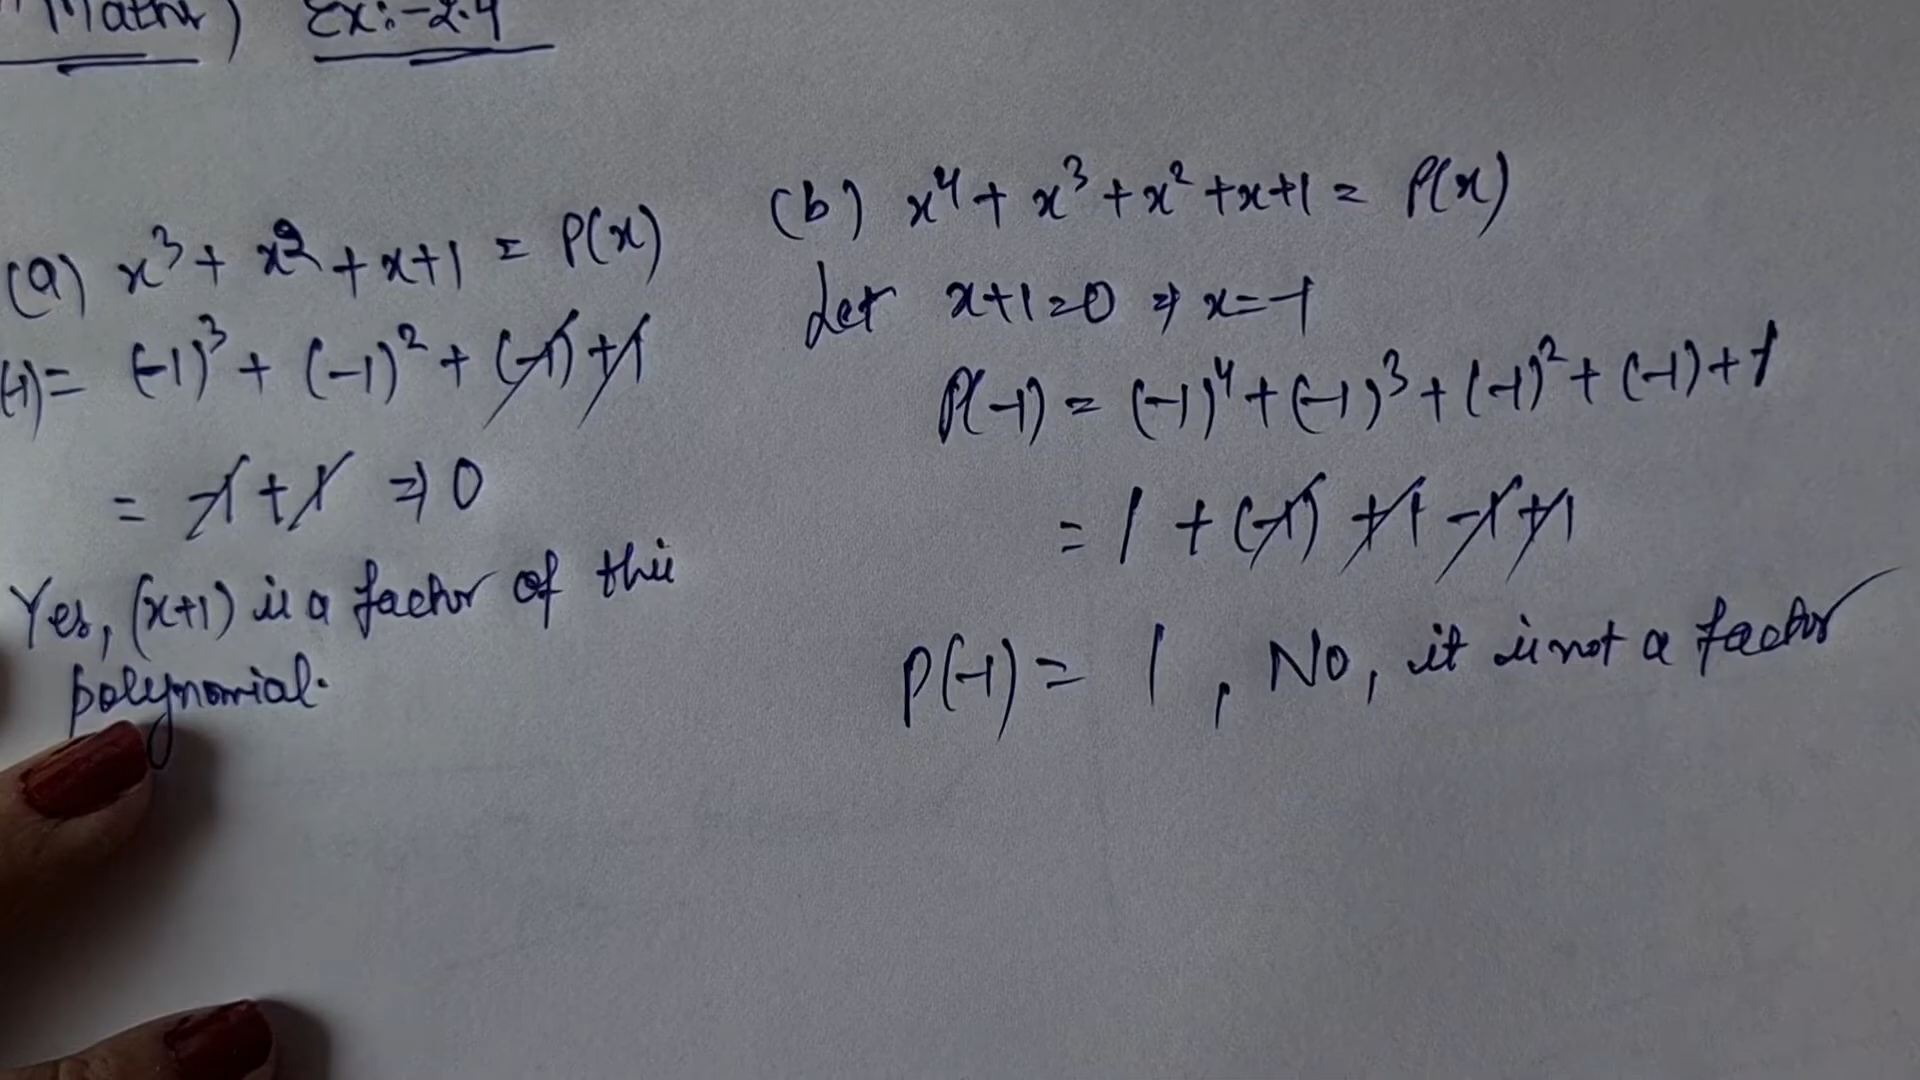 Maths) Ex:-2.4
(a) x³ + x² + x+1 = P(x)
(-1) = (-1)³ + (-1)² + (-1) + 1
= -1 + 1 ⇒ 0
Yes, (x+1) is a factor of this
polynomial.
(b) x⁴ + x³ + x² + x + 1 = P(x)
Let x+1=0 ⇒ x=-1
P(-1) = (-1)⁴ + (-1)³ + (-1)² + (-1) + 1
= 1 + (-1) + 1 - 1 + 1
P(-1) = 1, No, it is not a factor